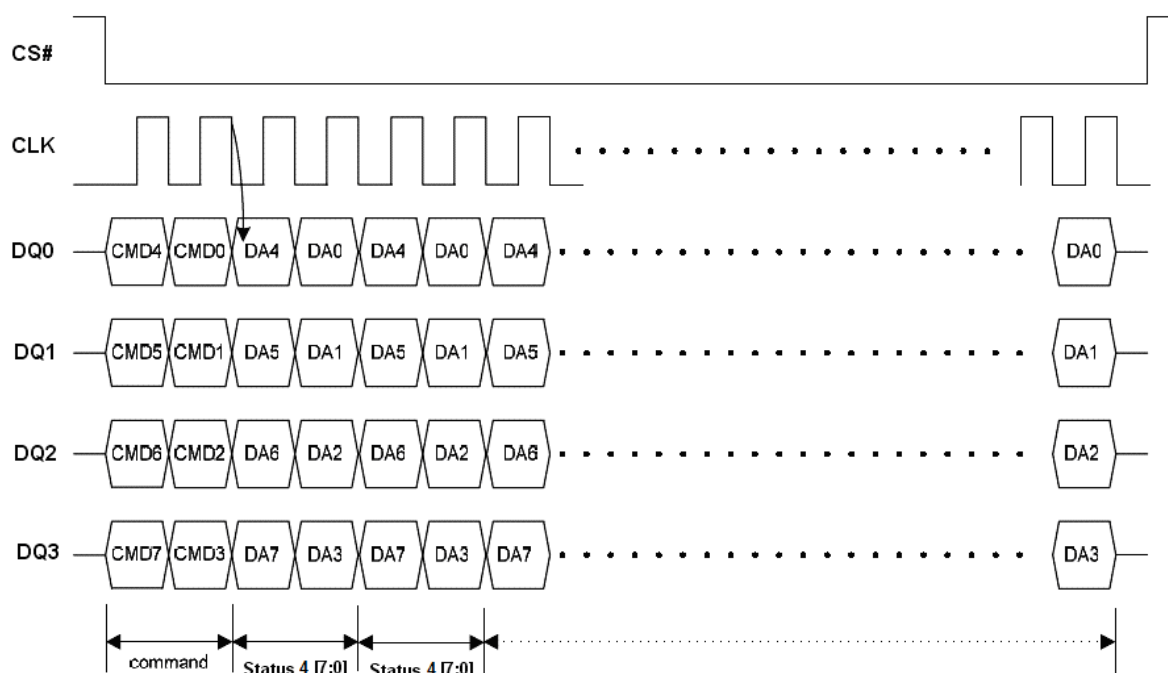 CS#
CLK
DQ0 CMD4 CMD0 DA4 DA0 DA4 DA0 DA4 DA0
DQ1 CMD5 CMD1 DA5 DA1 DA5 DA1 DA5 DA1
DQ2 CMD6 CMD2 DA6 DA2 DA6 DA2 DA6 DA2
DQ3 CMD7 CMD3 DA7 DA3 DA7 DA3 DA7 DA3
command Status 4 [7:0] Status 4 [7:0]